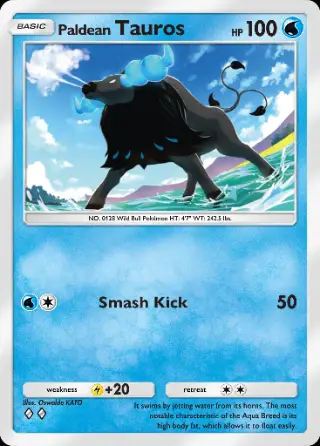 BASIC Paldean Tauros HP 100
NO. 0128 Wild Bull Pokémon HT: 4'7" WT: 242.5 lbs.
Smash Kick 50
weakness +20 retreat
Illus. Oswaldo KATO
It swims by jetting water from its horns. The most
notable characteristic of the Aqua Breed is its
high body fat, which allows it to float easily.